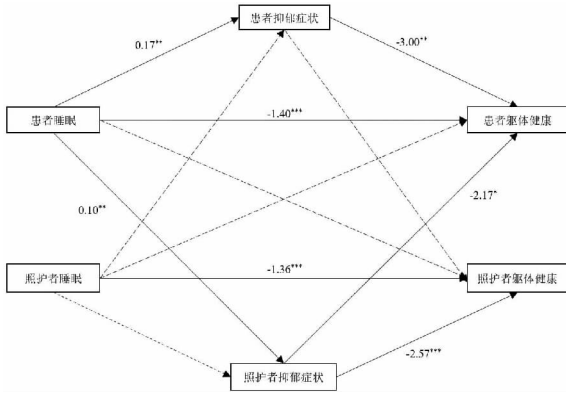 患者抑郁症状
0.17**
-3.00**
患者睡眠
-1.40***
患者躯体健康
0.10**
-2.17*
照护者睡眠
-1.36***
照护者躯体健康
照护者抑郁症状
-2.57***